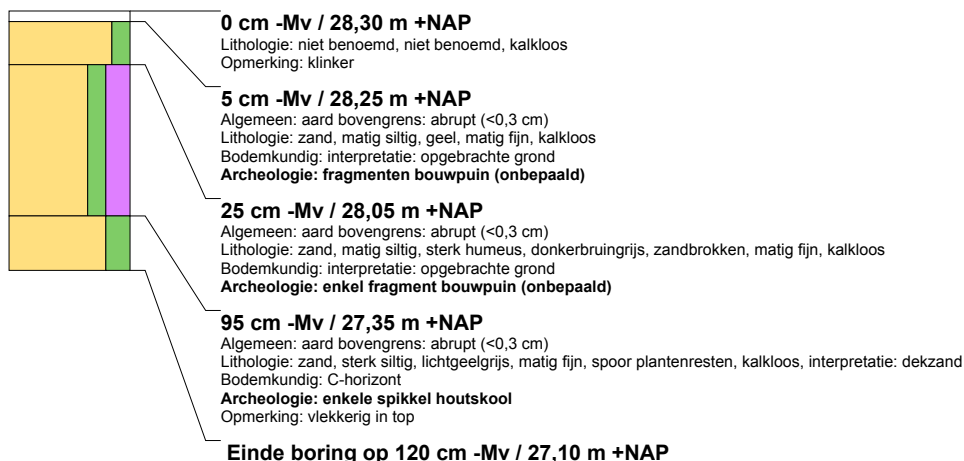 0 cm -Mv / 28,30 m +NAP
Lithologie: niet benoemd, niet benoemd, kalkloos
Opmerking: klinker
5 cm -Mv / 28,25 m +NAP
Algemeen: aard bovengrens: abrupt (<0,3 cm)
Lithologie: zand, matig siltig, geel, matig fijn, kalkloos
Bodemkundig: interpretatie: opgebrachte grond
Archeologie: fragmenten bouwpuin (onbepaald)
25 cm -Mv / 28,05 m +NAP
Algemeen: aard bovengrens: abrupt (<0,3 cm)
Lithologie: zand, matig siltig, sterk humeus, donkerbruingrijs, zandbrokken, matig fijn, kalkloos
Bodemkundig: interpretatie: opgebrachte grond
Archeologie: enkel fragment bouwpuin (onbepaald)
95 cm -Mv / 27,35 m +NAP
Algemeen: aard bovengrens: abrupt (<0,3 cm)
Lithologie: zand, sterk siltig, lichtgeelgrijs, matig fijn, spoor plantenresten, kalkloos, interpretatie: dekzand
Bodemkundig: C-horizont
Archeologie: enkele spikkel houtskool
Opmerking: vlekkerig in top
Einde boring op 120 cm -Mv / 27,10 m +NAP